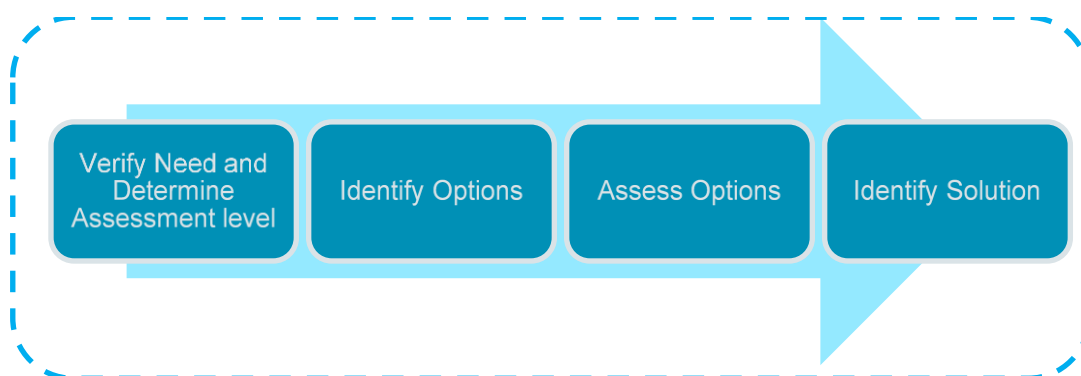 Verify Need and
Determine
Assessment level
Identify Options
Assess Options
Identify Solution